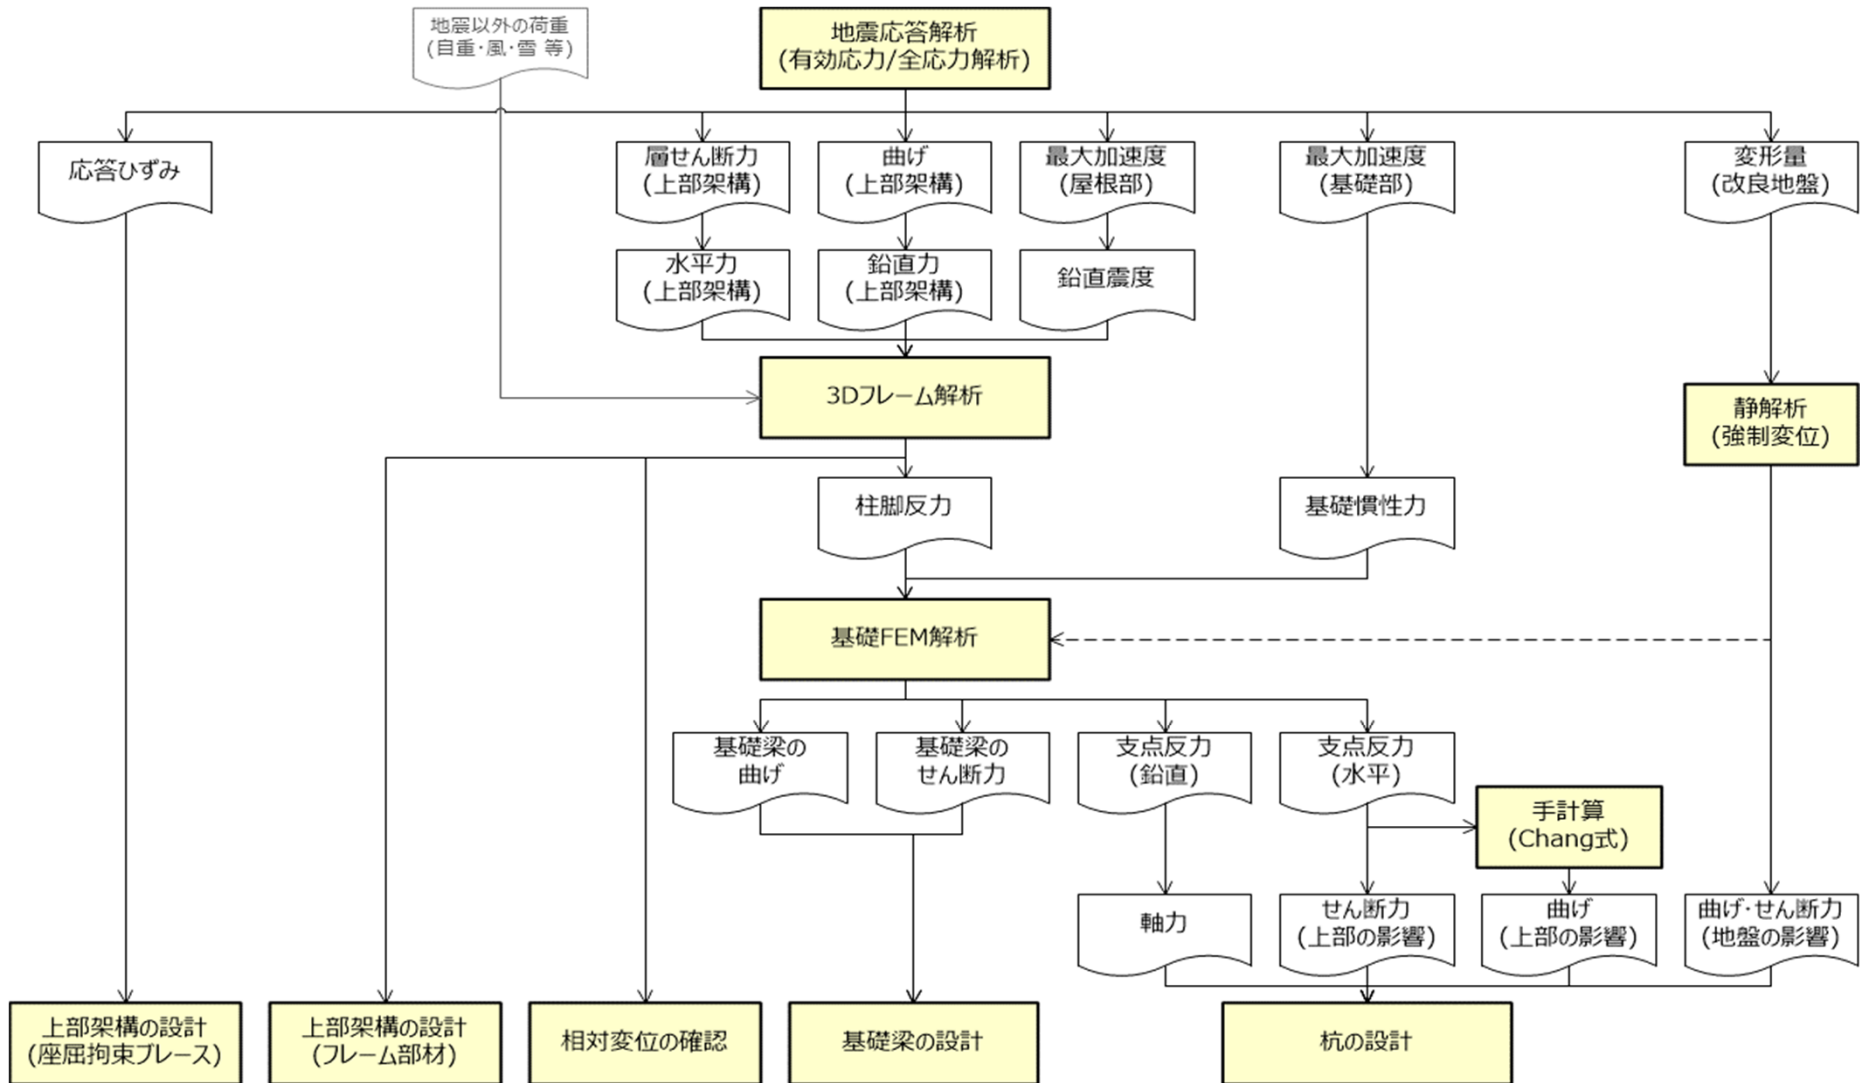 地震以外の荷重
(自重・風・雪 等)
地震応答解析
(有効応力/全応力解析)
応答ひずみ
層せん断力
(上部架構)
曲げ
(上部架構)
最大加速度
(屋根部)
最大加速度
(基礎部)
変形量
(改良地盤)
水平力
(上部架構)
鉛直力
(上部架構)
鉛直震度
3Dフレーム解析
静解析
(強制変位)
柱脚反力
基礎慣性力
基礎FEM解析
基礎梁の
曲げ
基礎梁の
せん断力
支点反力
(鉛直)
支点反力
(水平)
手計算
(Chang式)
軸力
せん断力
(上部の影響)
曲げ
(上部の影響)
曲げ・せん断力
(地盤の影響)
上部架構の設計
(座屈拘束ブレース)
上部架構の設計
(フレーム部材)
相対変位の確認
基礎梁の設計
杭の設計